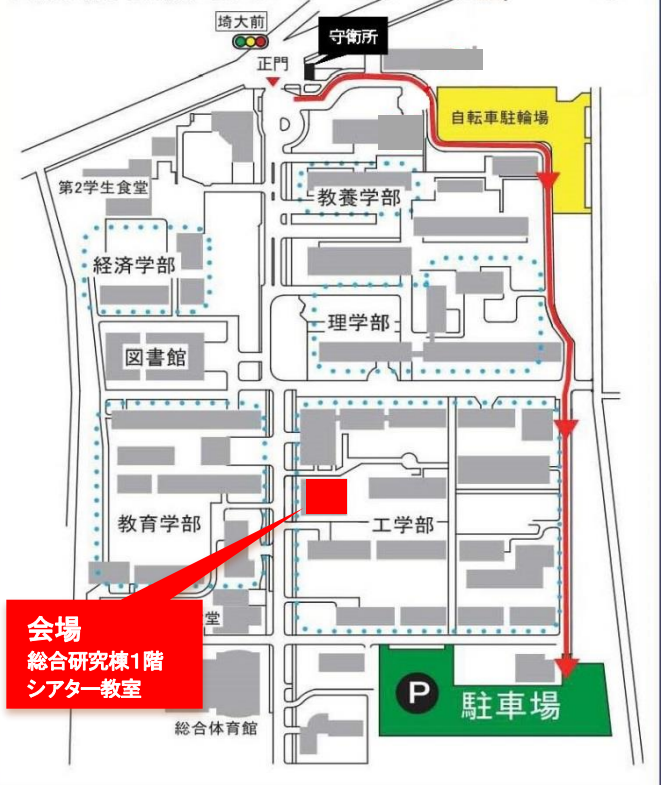 埼大前
守衛所
正門
自転車駐輪場
第2学生食堂
教養学部
経済学部
理学部
図書館
教育学部
工学部
会場
総合研究棟1階
シアター教室
堂
P
駐車場
総合体育館